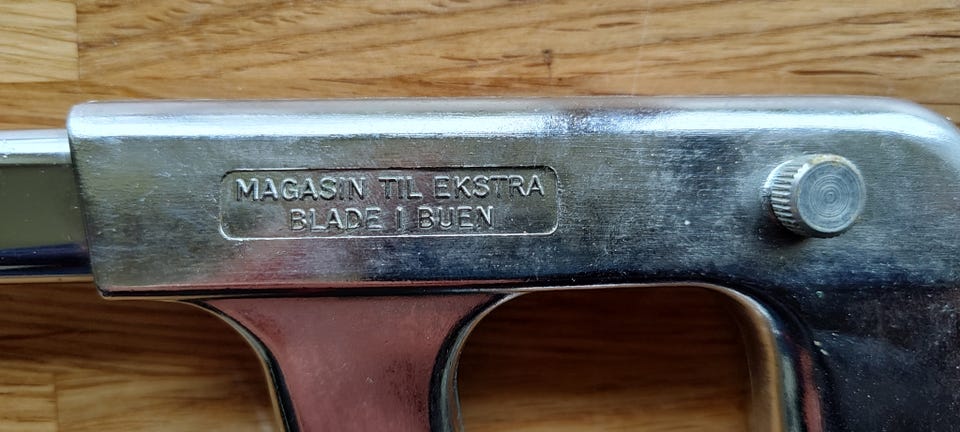 MAGASIN TIL EKSTRA
BLADE I BUEN